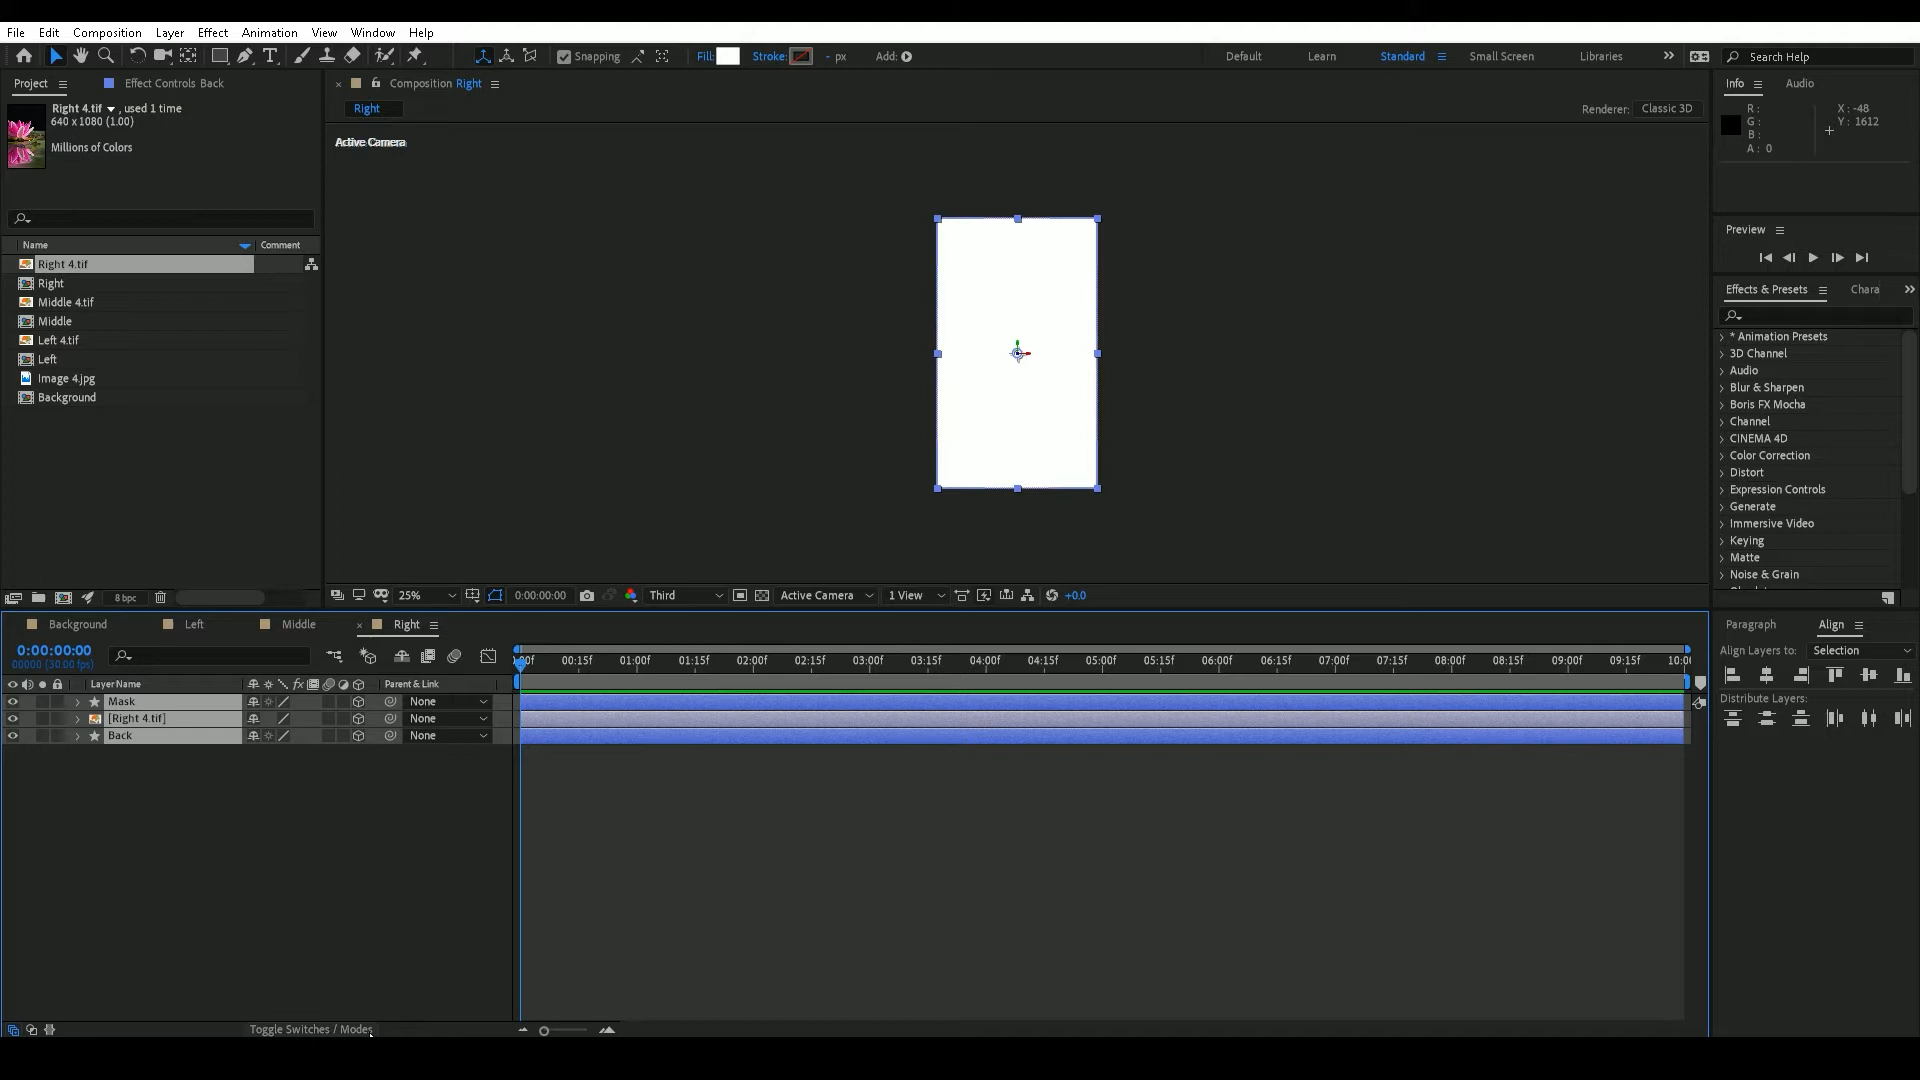 File Edit Composition Layer Effect Animation View Window Help
Snapping Fill: Stroke: - px Add: Default Learn Standard Small Screen Libraries Search Help
Project Effect Controls Back
Right 4.tif , used 1 time
640 x 1080 (1.00)
Millions of Colors
Name Comment
Right 4.tif
Right
Middle 4.tif
Middle
Left 4.tif
Left
Image 4.jpg
Background
8 bpc
Composition Right
Right
Renderer: Classic 3D
Active Camera
25% 0:00:00:00 Third Active Camera 1 View +0.0
Info Audio
R: X: -48
G: Y: 1612
B:
A: 0
Preview
Effects & Presets Chara
* Animation Presets
3D Channel
Audio
Blur & Sharpen
Boris FX Mocha
Channel
CINEMA 4D
Color Correction
Distort
Expression Controls
Generate
Immersive Video
Keying
Matte
Noise & Grain
Background Left Middle Right
0:00:00:00
00000 (30.00 fps)
00:15f 01:00f 01:15f 02:00f 02:15f 03:00f 03:15f 04:00f 04:15f 05:00f 05:15f 06:00f 06:15f 07:00f 07:15f 08:00f 08:15f 09:00f 09:15f 10:0
Layer Name fx Parent & Link
Mask None
[Right 4.tif] None
Back None
Toggle Switches / Modes
Paragraph Align
Align Layers to: Selection
Distribute Layers: